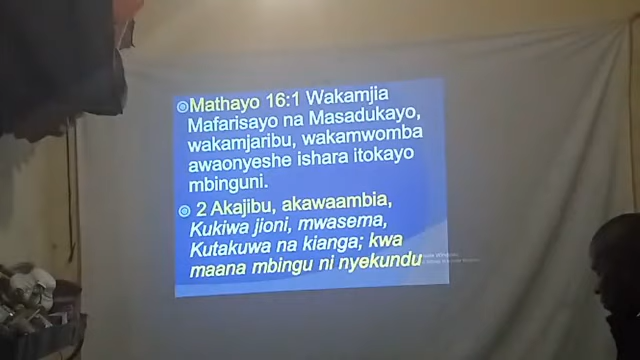 Mathayo 16:1 Wakamjia
Mafarisayo na Masadukayo,
wakamjaribu, wakamwomba
awaonyeshe ishara itokayo
mbinguni.
2 Akajibu, akawaambia,
Kukiwa jioni, mwasema,
Kutakuwa na kianga; kwa
maana mbingu ni nyekundu